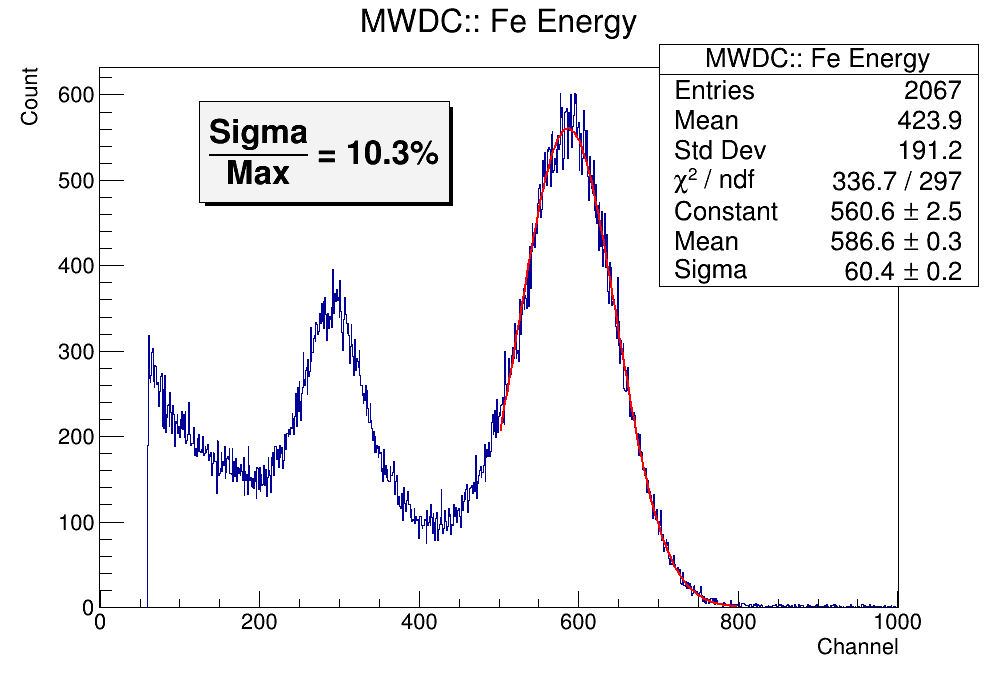 MWDC:: Fe Energy
Count
MWDC:: Fe Energy
Entries 2067
Mean 423.9
Std Dev 191.2
χ² / ndf 336.7 / 297
Constant 560.6 ± 2.5
Mean 586.6 ± 0.3
Sigma 60.4 ± 0.2
Sigma
Max
= 10.3%
600
500
400
300
200
100
0
0 200 400 600 800 1000
Channel